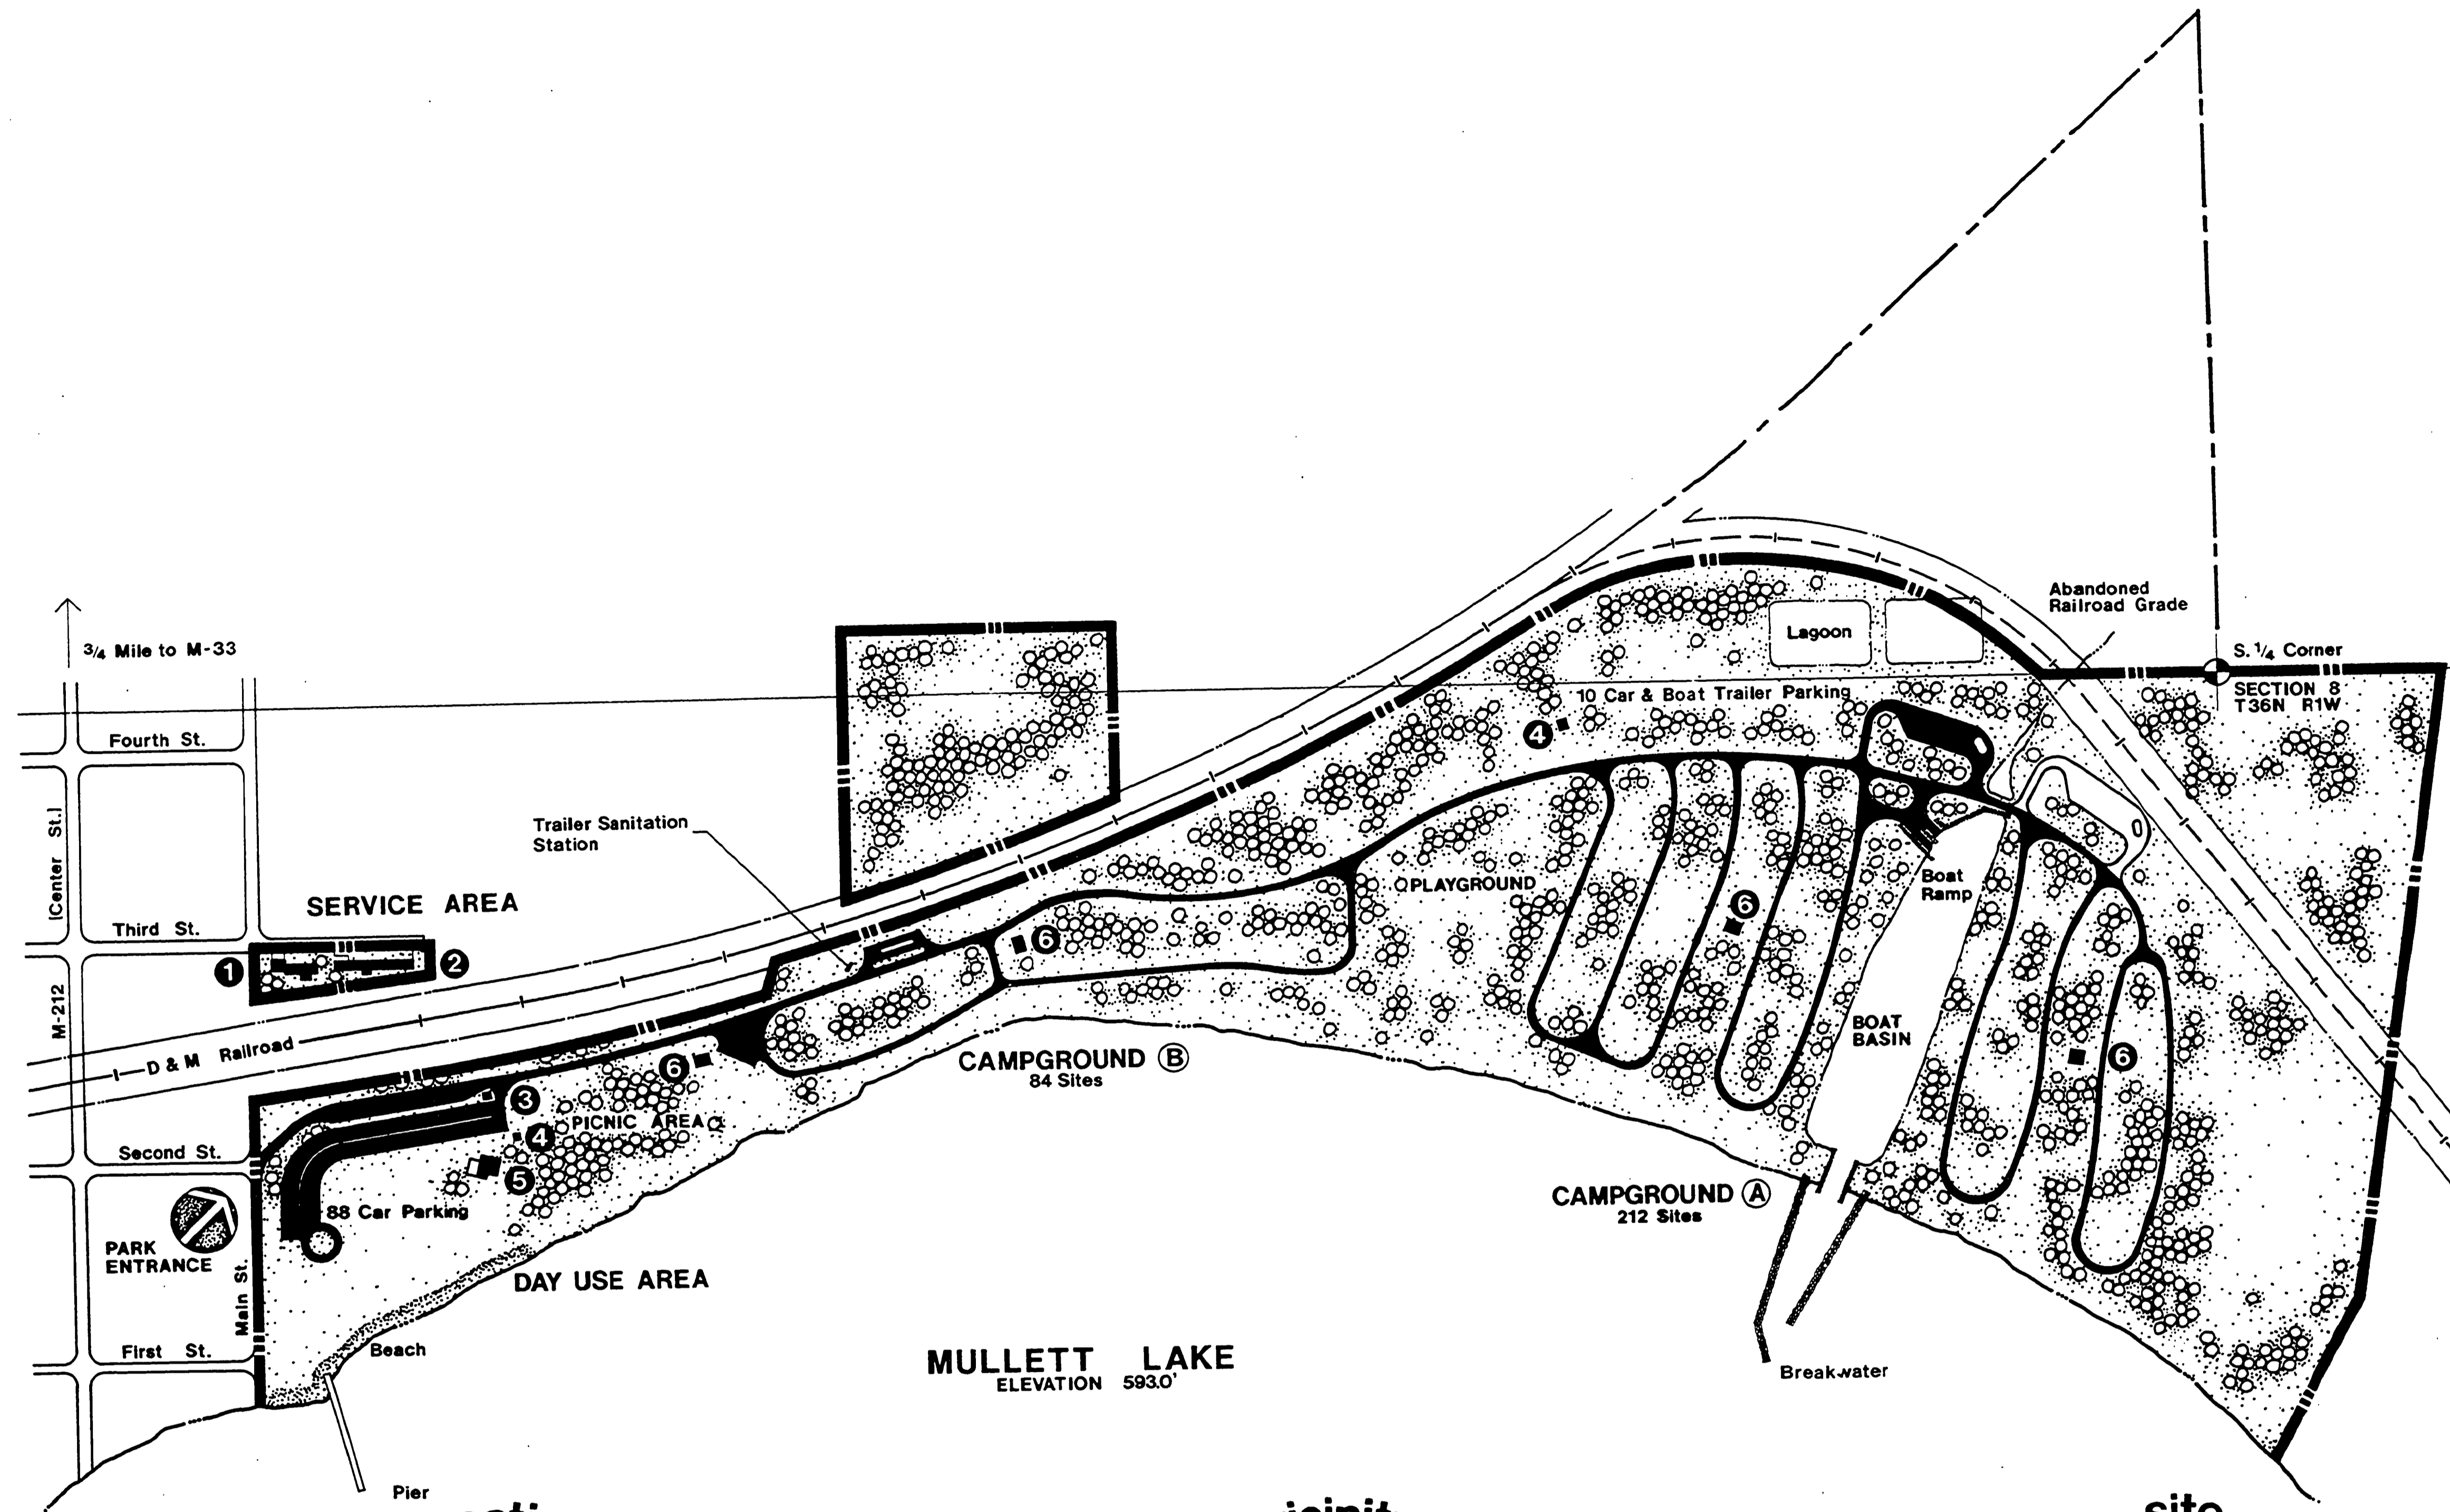 3/4 Mile to M-33
Fourth St.
(Center St.)
Third St.
M-212
SERVICE AREA
1
2
D & M Railroad
Second St.
PARK
ENTRANCE
Main St.
First St.
88 Car Parking
3
4
5
6
PICNIC AREA
DAY USE AREA
Beach
Pier
Trailer Sanitation
Station
6
CAMPGROUND B
84 Sites
MULLETT LAKE
ELEVATION 593.0'
PLAYGROUND
4
10 Car & Boat Trailer Parking
Lagoon
6
Boat
Ramp
BOAT
BASIN
6
CAMPGROUND A
212 Sites
Breakwater
Abandoned
Railroad Grade
S. 1/4 Corner
SECTION 8
T36N R1W
site